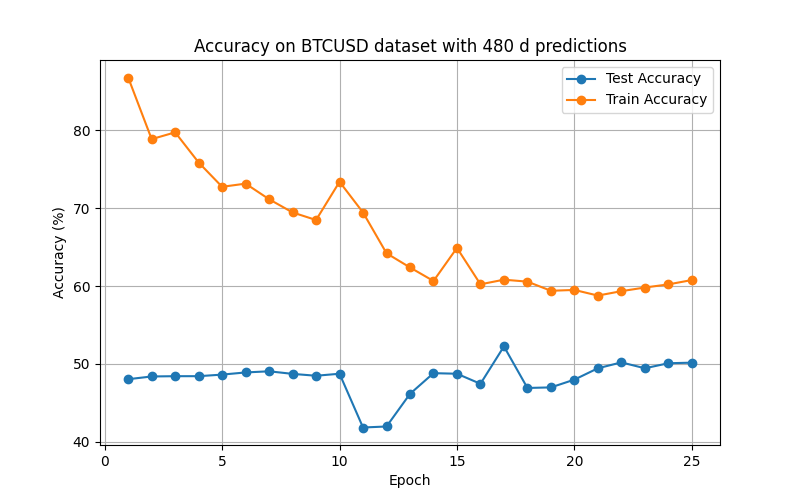 Accuracy on BTCUSD dataset with 480 d predictions
Test Accuracy
Train Accuracy
Accuracy (%)
80
70
60
50
40
0 5 10 15 20 25
Epoch